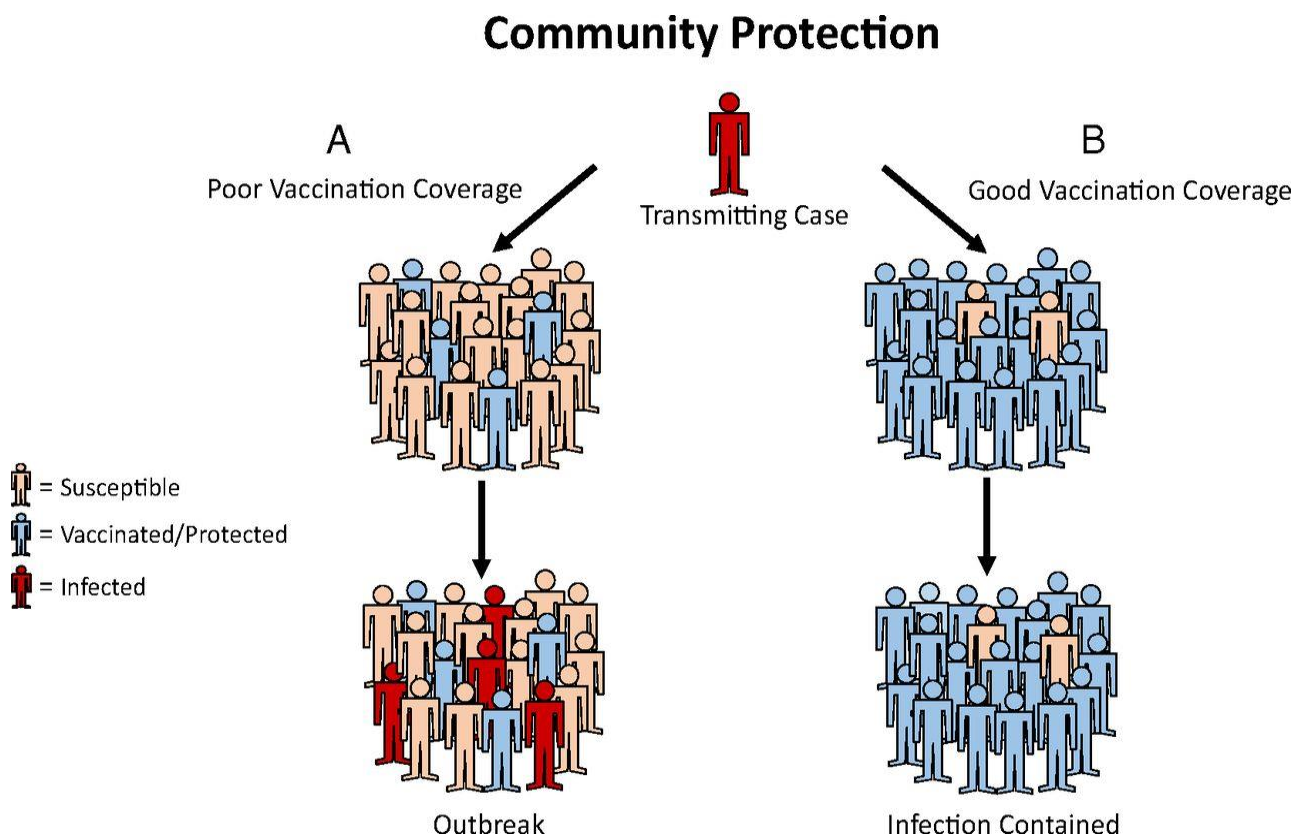 Community Protection
A
Poor Vaccination Coverage
Transmitting Case
B
Good Vaccination Coverage
= Susceptible
= Vaccinated/Protected
= Infected
Outbreak
Infection Contained